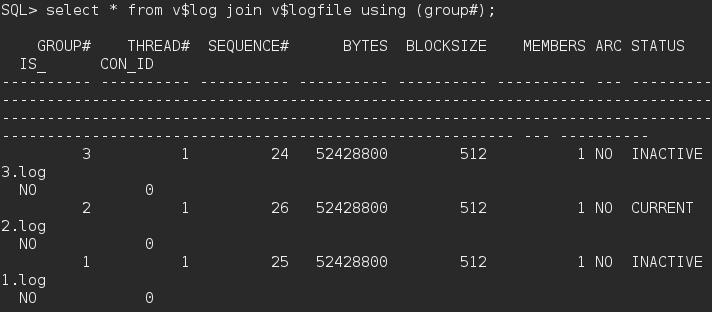 SQL> select * from v$log join v$logfile using (group#);
    GROUP#    THREAD#  SEQUENCE#      BYTES  BLOCKSIZE    MEMBERS ARC STATUS
  IS_     CON_ID
---------- ---------- ---------- ---------- ---------- ---------- --- ---------
--------------------------------------------------------------------------------
--------------------------------------------------------------------------------
--------------------------------------------------------- --- ----------
         3          1         24   52428800        512          1 NO  INACTIVE
3.log
  NO           0
         2          1         26   52428800        512          1 NO  CURRENT
2.log
  NO           0
         1          1         25   52428800        512          1 NO  INACTIVE
1.log
  NO           0